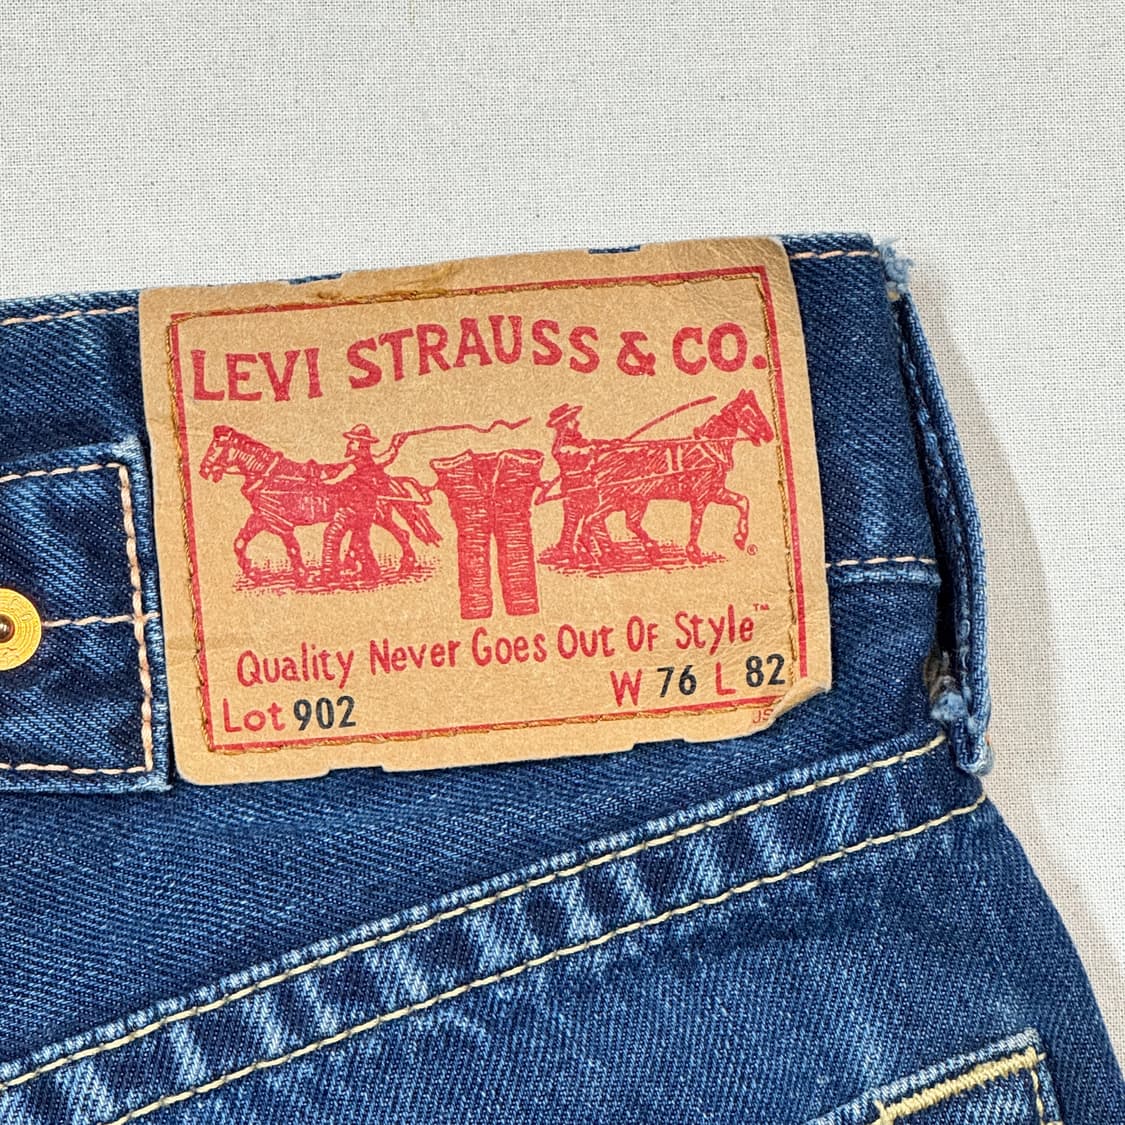 LEVI STRAUSS & CO.
®
Quality Never Goes Out Of Style™
Lot 902 W 76 L 82